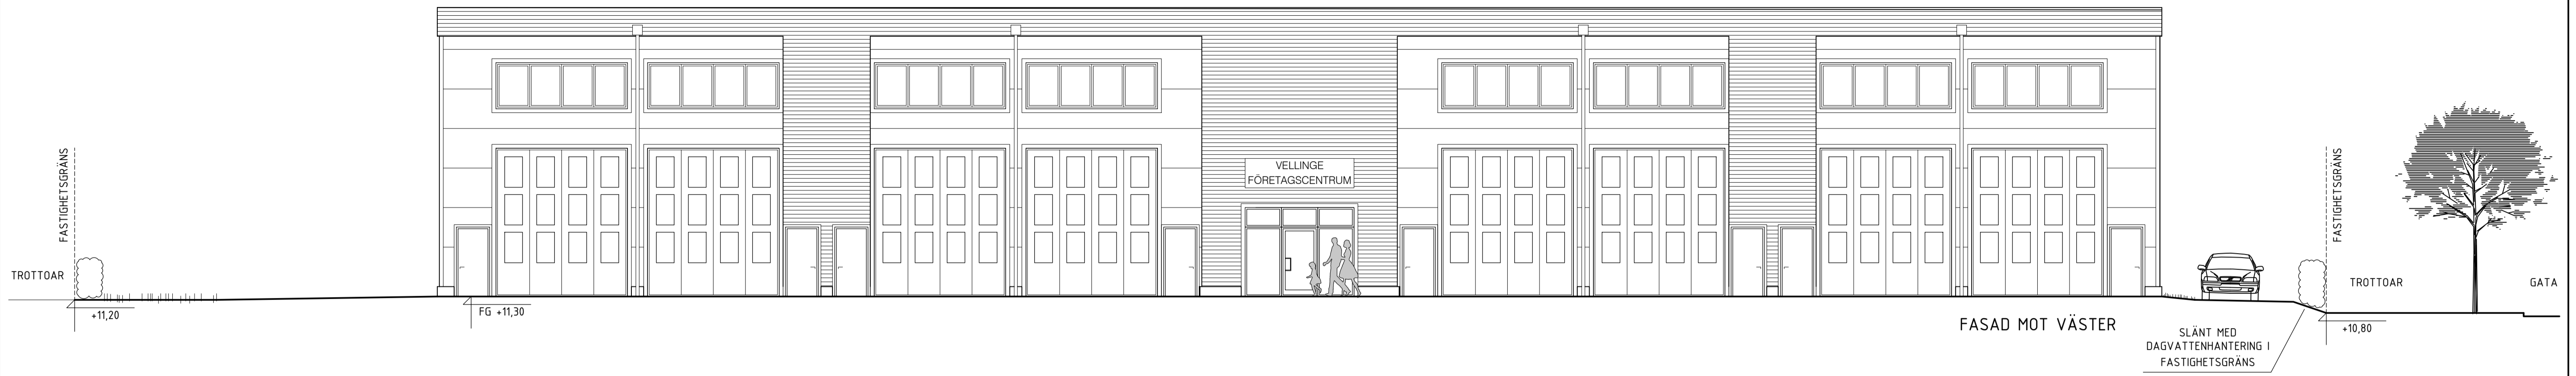 FASTIGHETSGRÄNS
TROTTOAR
+11,20
FG +11,30
VELLINGE
FÖRETAGSCENTRUM
FASAD MOT VÄSTER
SLÄNT MED
DAGVATTENHANTERING I
FASTIGHETSGRÄNS
FASTIGHETSGRÄNS
TROTTOAR
GATA
+10,80